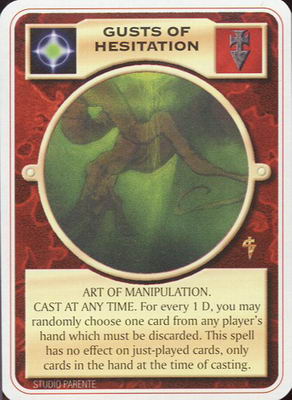 GUSTS OF
HESITATION
ART OF MANIPULATION.
CAST AT ANY TIME. For every 1 D, you may
randomly choose one card from any player's
hand which must be discarded. This spell
has no effect on just-played cards, only
cards in the hand at the time of casting.
STUDIO PARENTE